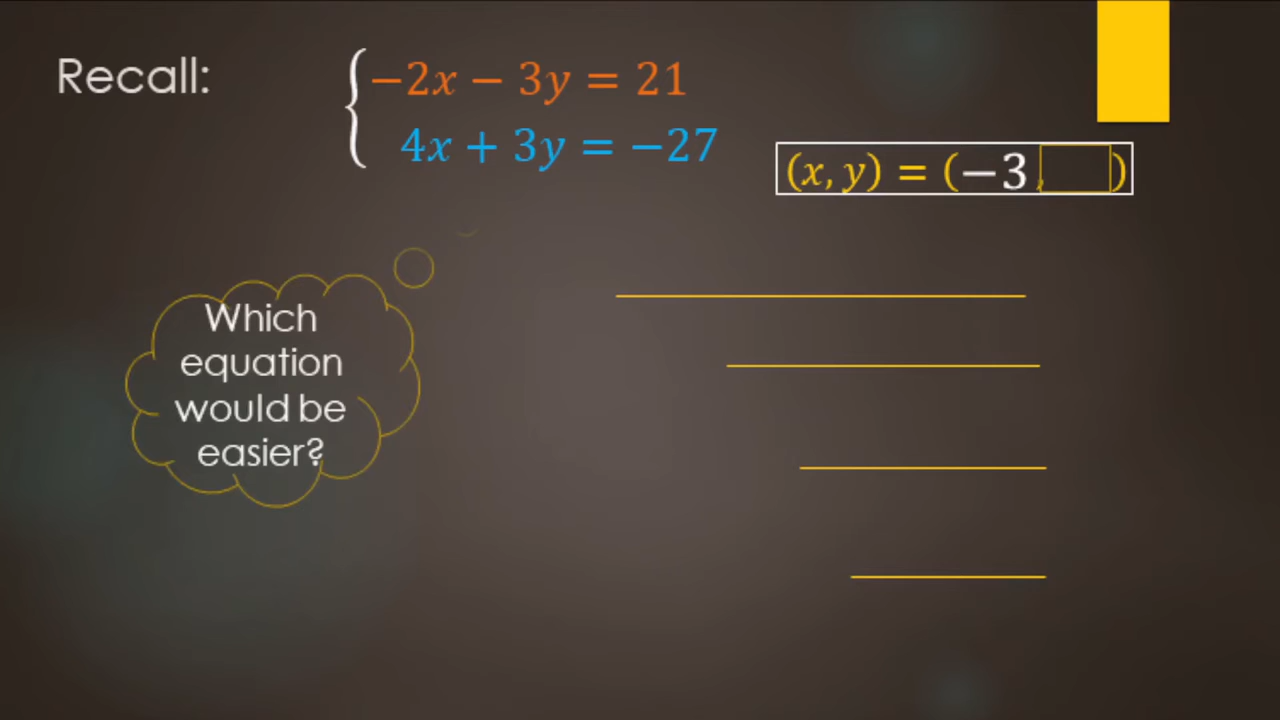 Recall:
−2x − 3y = 21
4x + 3y = −27
(x, y) = (−3, )
Which
equation
would be
easier?